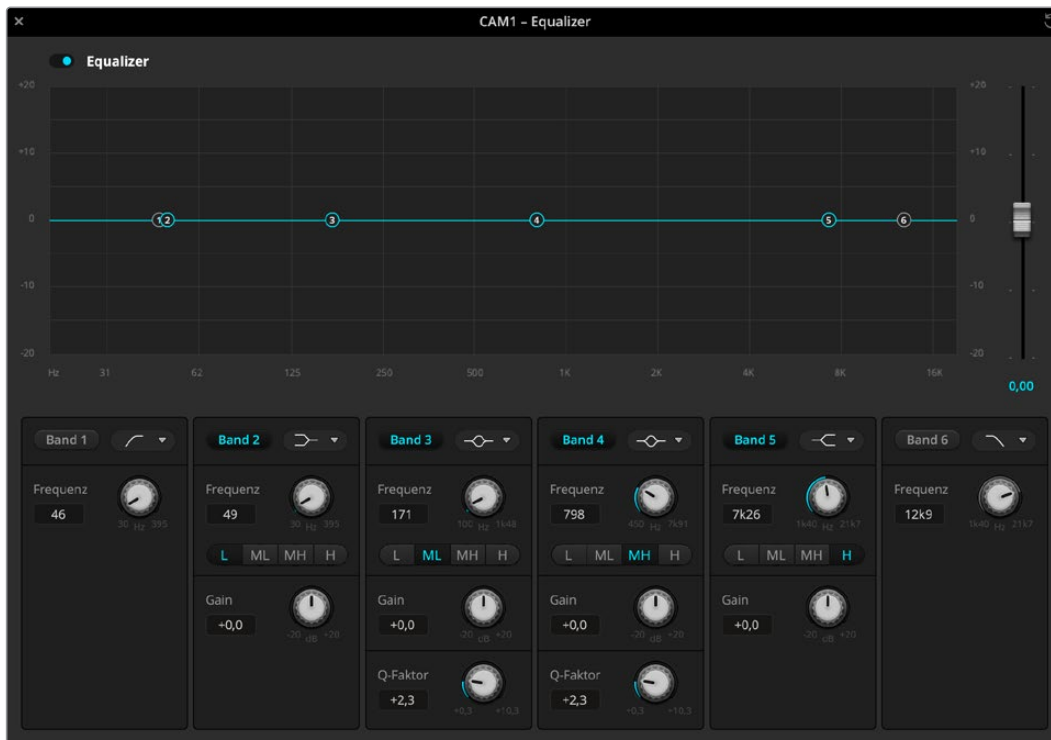 CAM1 – Equalizer
Equalizer
+20 +20
+10 +10
0 1 2 3 4 5 6 0
-10 -10
-20 -20
Hz 31 62 125 250 500 1K 2K 4K 8K 16K
0,00
Band 1 Band 2 Band 3 Band 4 Band 5 Band 6
Frequenz Frequenz Frequenz Frequenz Frequenz Frequenz
46 49 171 798 7k26 12k9
30 Hz 395 30 Hz 395 100 Hz 1k48 450 Hz 7k91 1k40 Hz 21k7 1k40 Hz 21k7
L ML MH H L ML MH H L ML MH H L ML MH H
Gain Gain Gain Gain
+0,0 +0,0 +0,0 +0,0
-20 dB +20 -20 dB +20 -20 dB +20 -20 dB +20
Q-Faktor Q-Faktor
+2,3 +2,3
+0,3 +10,3 +0,3 +10,3